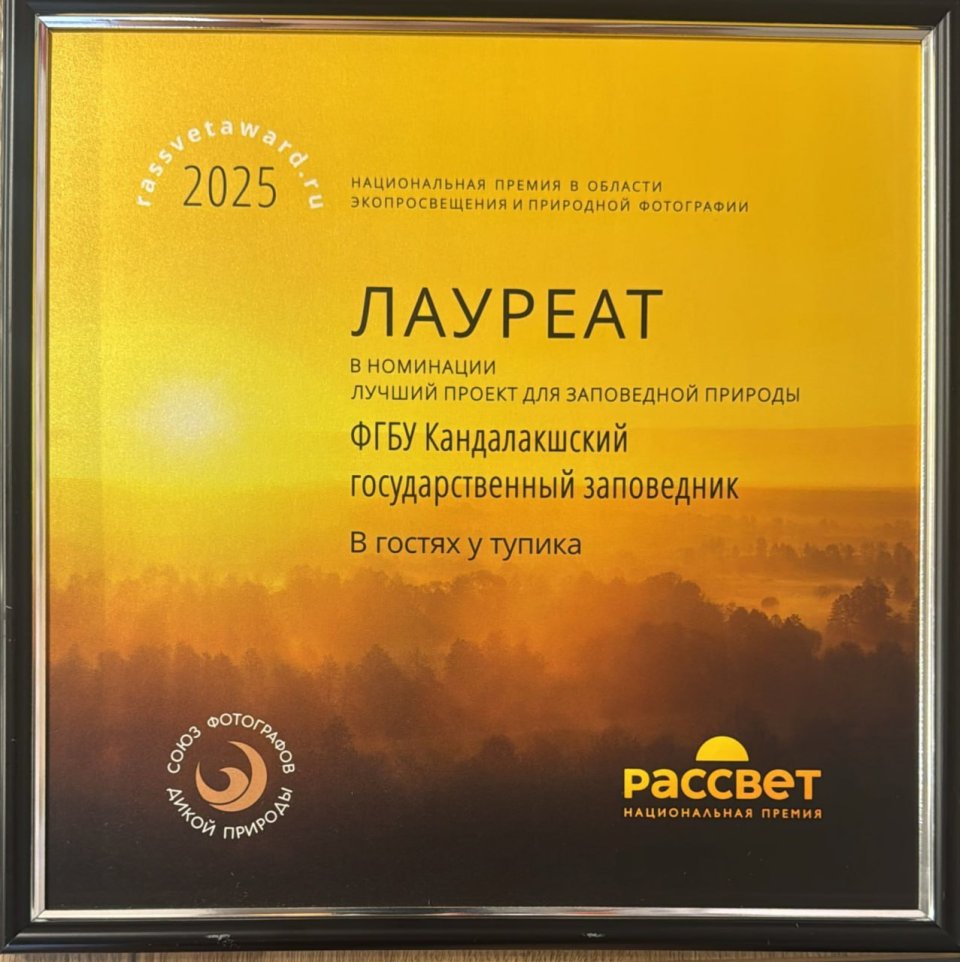 rassvetaward.ru
2025
НАЦИОНАЛЬНАЯ ПРЕМИЯ В ОБЛАСТИ
ЭКОПРОСВЕЩЕНИЯ И ПРИРОДНОЙ ФОТОГРАФИИ
ЛАУРЕАТ
В НОМИНАЦИИ
ЛУЧШИЙ ПРОЕКТ ДЛЯ ЗАПОВЕДНОЙ ПРИРОДЫ
ФГБУ Кандалакшский
государственный заповедник
В гостях у тупика
СОЮЗ ФОТОГРАФОВ
ДИКОЙ ПРИРОДЫ
РАССВЕТ
НАЦИОНАЛЬНАЯ ПРЕМИЯ